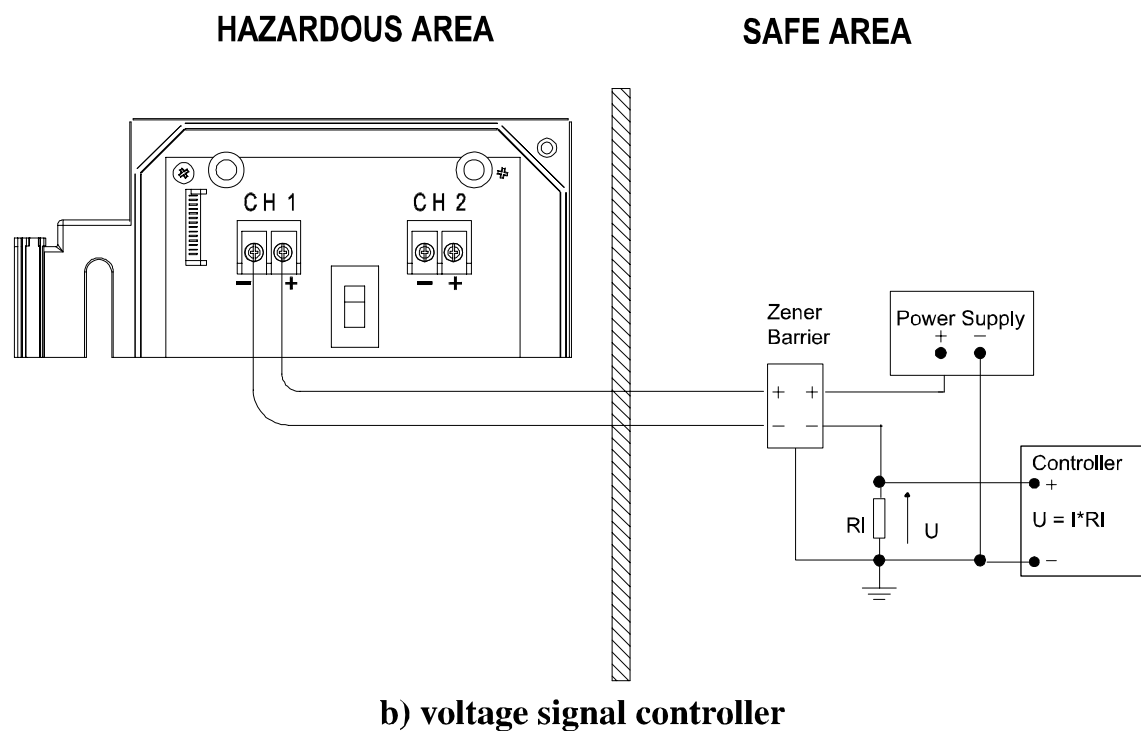 HAZARDOUS AREA
SAFE AREA
CH 1
CH 2
− +
− +
Zener
Barrier
Power Supply
+ −
+ +
− −
Controller
+
U = I*RI
−
RI
U
b) voltage signal controller